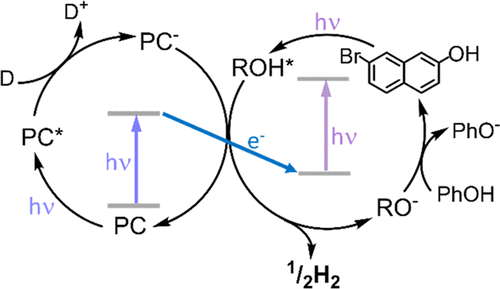 D⁺
D
PC⁻
PC*
hν
hν
PC
e⁻
ROH*
hν
hν
Br
OH
PhO⁻
PhOH
RO⁻
¹/₂H₂